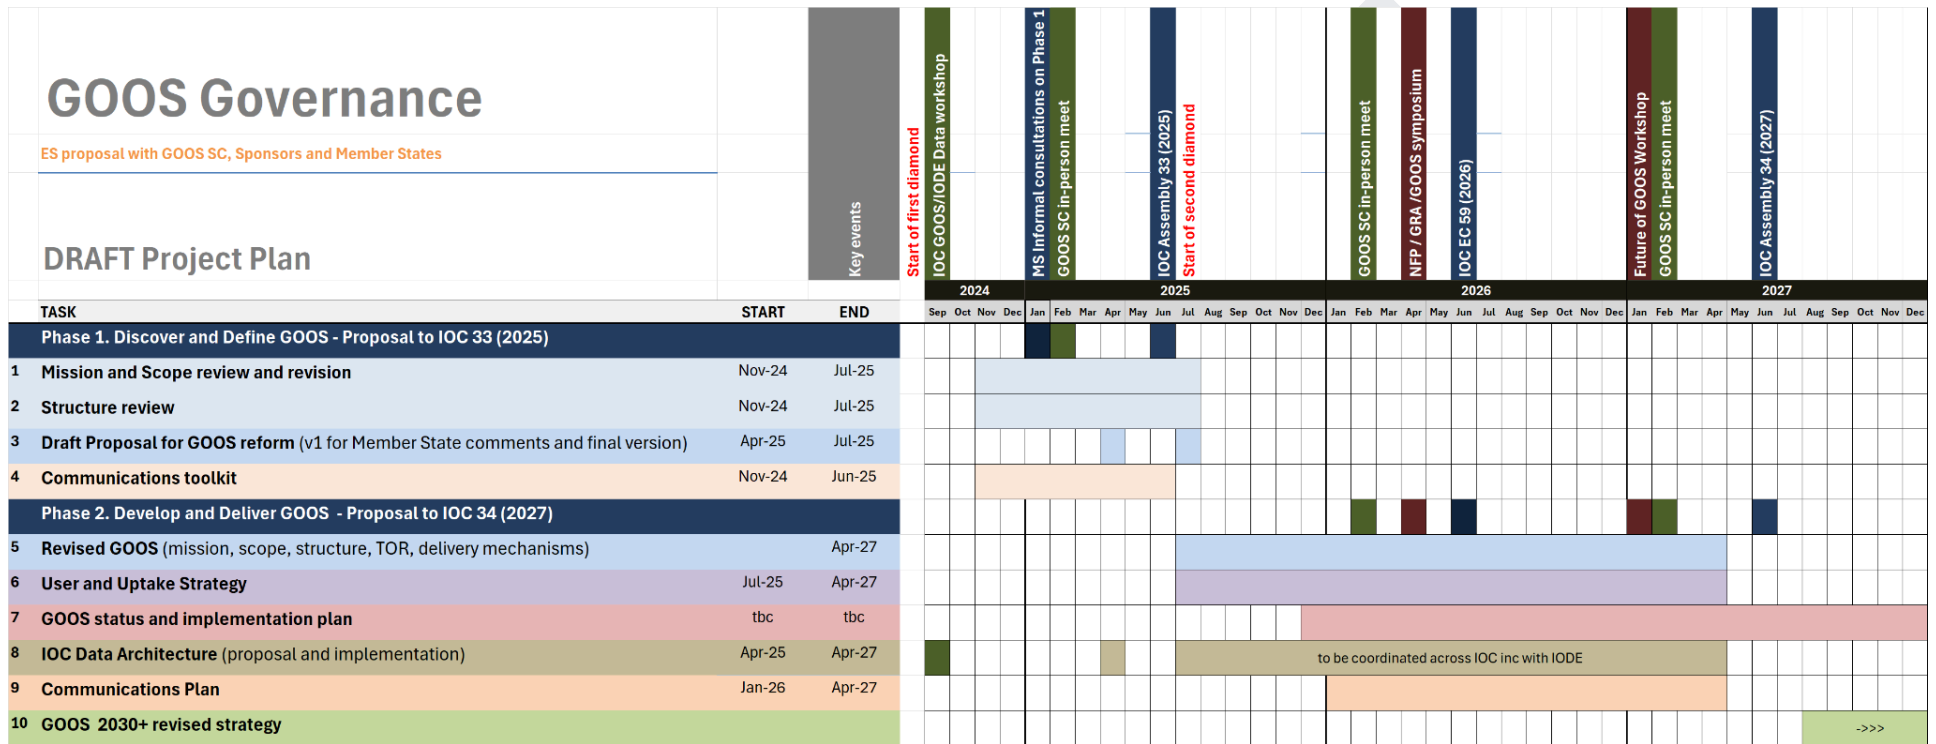 GOOS Governance
ES proposal with GOOS SC, Sponsors and Member States
DRAFT Project Plan
Key events
Start of first diamond
IOC GOOS/IODE Data workshop
MS Informal consultations on Phase 1
GOOS SC in-person meet
IOC Assembly 33 (2025)
Start of second diamond
GOOS SC in-person meet
NFP / GRA /GOOS symposium
IOC EC 59 (2026)
Future of GOOS Workshop
GOOS SC in-person meet
IOC Assembly 34 (2027)
2024 2025 2026 2027
TASK START END Sep Oct Nov Dec Jan Feb Mar Apr May Jun Jul Aug Sep Oct Nov Dec Jan Feb Mar Apr May Jun Jul Aug Sep Oct Nov Dec Jan Feb Mar Apr May Jun Jul Aug Sep Oct Nov Dec
Phase 1. Discover and Define GOOS - Proposal to IOC 33 (2025)
1 Mission and Scope review and revision Nov-24 Jul-25
2 Structure review Nov-24 Jul-25
3 Draft Proposal for GOOS reform (v1 for Member State comments and final version) Apr-25 Jul-25
4 Communications toolkit Nov-24 Jun-25
Phase 2. Develop and Deliver GOOS - Proposal to IOC 34 (2027)
5 Revised GOOS (mission, scope, structure, TOR, delivery mechanisms) Apr-27
6 User and Uptake Strategy Jul-25 Apr-27
7 GOOS status and implementation plan tbc tbc
8 IOC Data Architecture (proposal and implementation) Apr-25 Apr-27 to be coordinated across IOC inc with IODE
9 Communications Plan Jan-26 Apr-27
10 GOOS 2030+ revised strategy ->>>